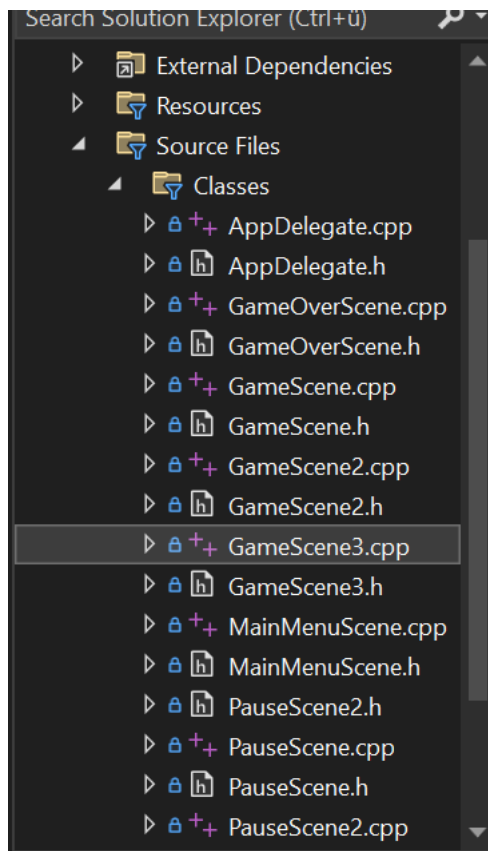 Search Solution Explorer (Ctrl+ü)
External Dependencies
Resources
Source Files
Classes
AppDelegate.cpp
AppDelegate.h
GameOverScene.cpp
GameOverScene.h
GameScene.cpp
GameScene.h
GameScene2.cpp
GameScene2.h
GameScene3.cpp
GameScene3.h
MainMenuScene.cpp
MainMenuScene.h
PauseScene2.h
PauseScene.cpp
PauseScene.h
PauseScene2.cpp